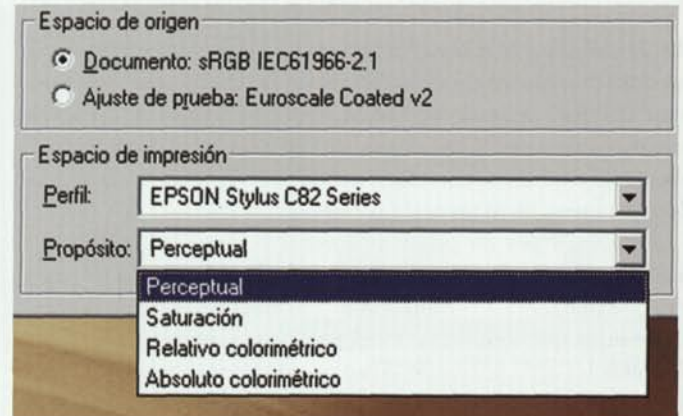 Espacio de origen
Documento: sRGB IEC61966-2.1
Ajuste de prueba: Euroscale Coated v2
Espacio de impresión
Perfil: EPSON Stylus C82 Series
Propósito: Perceptual
Perceptual
Saturación
Relativo colorimétrico
Absoluto colorimétrico